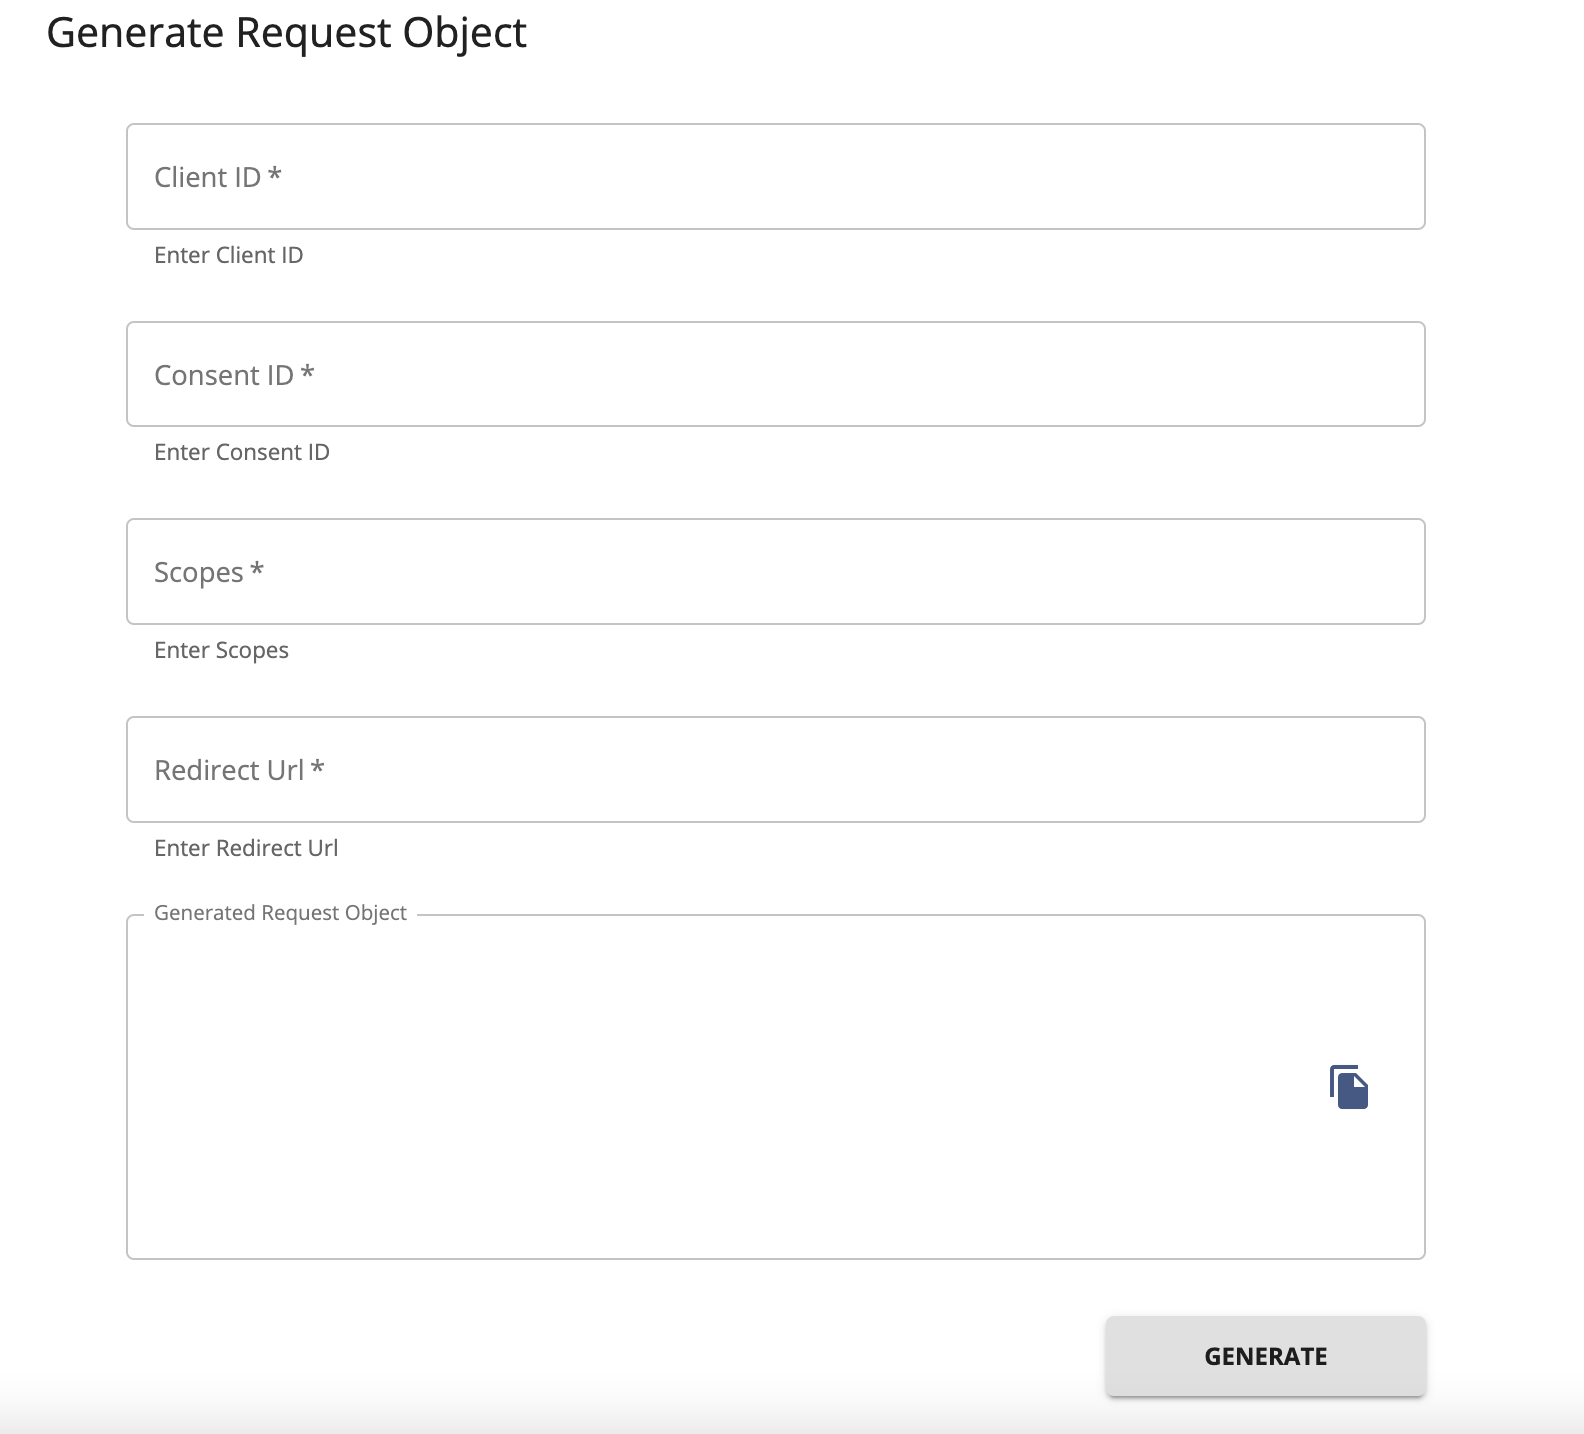 Generate Request Object
Client ID *
Enter Client ID
Consent ID *
Enter Consent ID
Scopes *
Enter Scopes
Redirect Url *
Enter Redirect Url
Generated Request Object
GENERATE